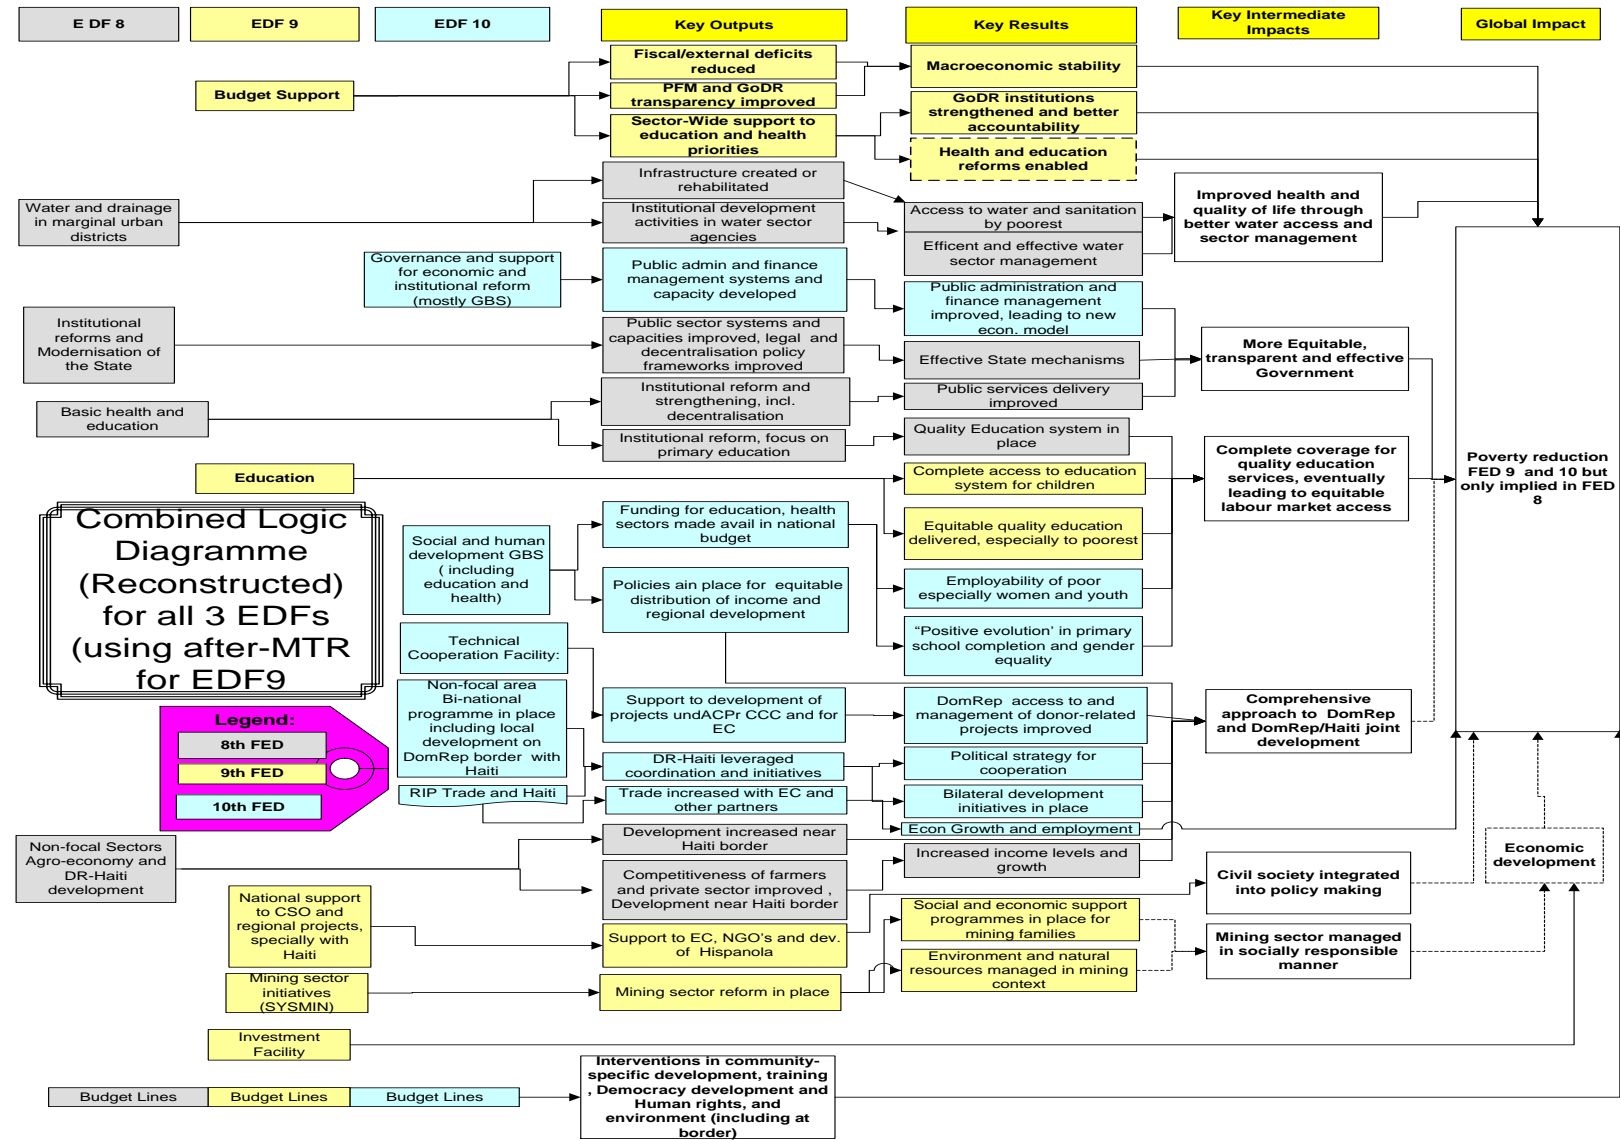 E DF 8
EDF 9
EDF 10
Key Outputs
Key Results
Key Intermediate
Impacts
Global Impact
Budget Support
Fiscal/external deficits
reduced
PFM and GoDR
transparency improved
Sector-Wide support to
education and health
priorities
Macroeconomic stability
GoDR institutions
strengthened and better
accountability
Health and education
reforms enabled
Water and drainage
in marginal urban
districts
Infrastructure created or
rehabilitated
Institutional development
activities in water sector
agencies
Access to water and sanitation
by poorest
Efficent and effective water
sector management
Improved health and
quality of life through
better water access and
sector management
Governance and support
for economic and
institutional reform
(mostly GBS)
Public admin and finance
management systems and
capacity developed
Public administration and
finance management
improved, leading to new
econ. model
Institutional
reforms and
Modernisation of
the State
Public sector systems and
capacities improved, legal  and
decentralisation policy
frameworks improved
Effective State mechanisms
More Equitable,
transparent and effective
Government
Basic health and
education
Institutional reform and
strengthening, incl.
decentralisation
Public services delivery
improved
Institutional reform, focus on
primary education
Quality Education system in
place
Education
Complete access to education
system for children
Complete coverage for
quality education
services, eventually
leading to equitable
labour market access
Poverty reduction
FED 9  and 10 but
only implied in FED
8
Combined Logic
Diagramme
(Reconstructed)
for all 3 EDFs
(using after-MTR
for EDF9
Social and human
development GBS
( including
education and
health)
Funding for education, health
sectors made avail in national
budget
Equitable quality education
delivered, especially to poorest
Policies ain place for  equitable
distribution of income and
regional development
Employability of poor
especially women and youth
"Positive evolution' in primary
school completion and gender
equality
Technical
Cooperation Facility:
Support to development of
projects undACPr CCC and for
EC
DomRep  access to and
management of donor-related
projects improved
Comprehensive
approach to  DomRep
and DomRep/Haiti joint
development
Non-focal area
Bi-national
programme in place
including local
development on
DomRep border  with
Haiti
DR-Haiti leveraged
coordination and initiatives
Political strategy for
cooperation
RIP Trade and Haiti
Trade increased with EC and
other partners
Bilateral development
initiatives in place
Econ Growth and employment
Legend:
8th FED
9th FED
10th FED
Non-focal Sectors
Agro-economy and
DR-Haiti
development
Development increased near
Haiti border
Competitiveness of farmers
and private sector improved ,
Development near Haiti border
Increased income levels and
growth
Economic
development
Civil society integrated
into policy making
National support
to CSO and
regional projects,
specially with
Haiti
Support to EC, NGO's and dev.
of  Hispanola
Social and economic support
programmes in place for
mining families
Environment and natural
resources managed in mining
context
Mining sector managed
in socially responsible
manner
Mining sector
initiatives
(SYSMIN)
Mining sector reform in place
Investment
Facility
Budget Lines
Budget Lines
Budget Lines
Interventions in community-
specific development, training
, Democracy development and
Human rights, and
environment (including at
border)